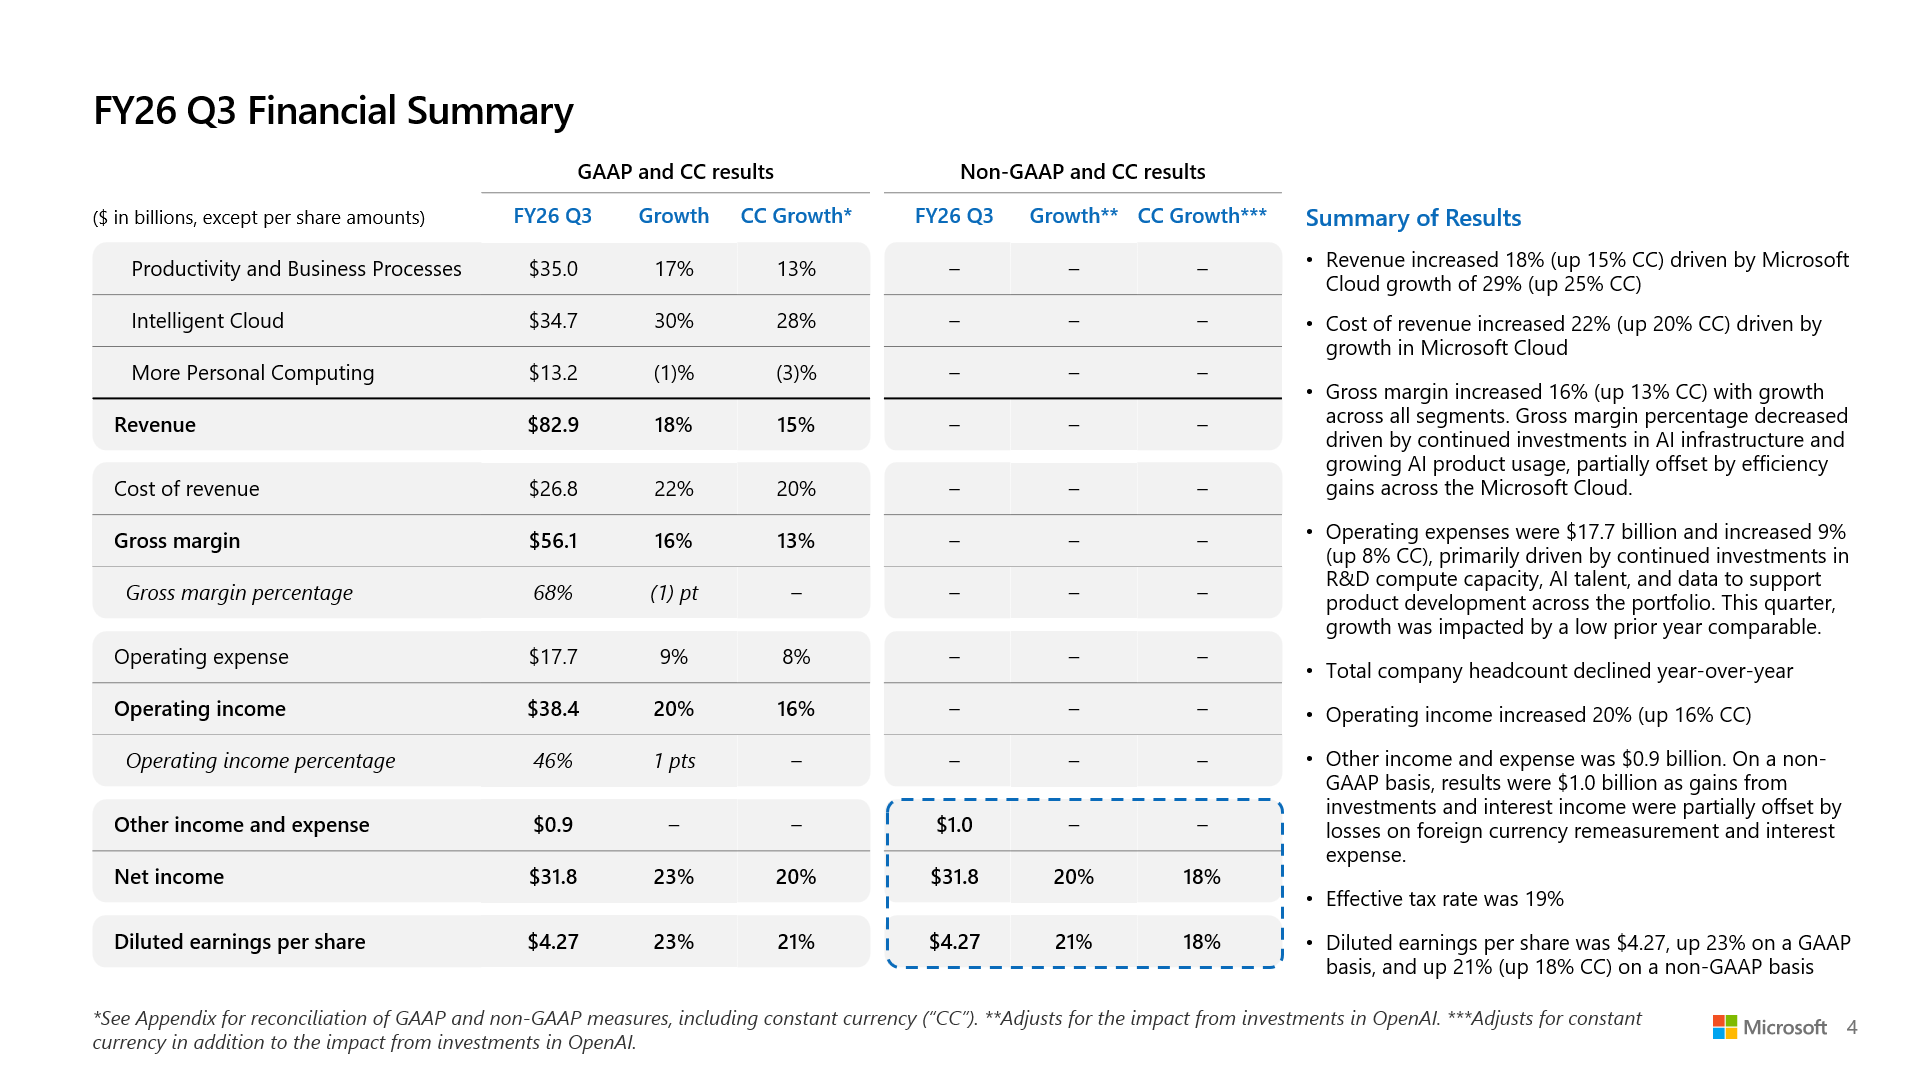 FY26 Q3 Financial Summary
GAAP and CC results
Non-GAAP and CC results
($ in billions, except per share amounts) FY26 Q3 Growth CC Growth* FY26 Q3 Growth** CC Growth***
Productivity and Business Processes $35.0 17% 13% – – –
Intelligent Cloud $34.7 30% 28% – – –
More Personal Computing $13.2 (1)% (3)% – – –
Revenue $82.9 18% 15% – – –
Cost of revenue $26.8 22% 20% – – –
Gross margin $56.1 16% 13% – – –
Gross margin percentage 68% (1) pt – – – –
Operating expense $17.7 9% 8% – – –
Operating income $38.4 20% 16% – – –
Operating income percentage 46% 1 pts – – – –
Other income and expense $0.9 – – $1.0 – –
Net income $31.8 23% 20% $31.8 20% 18%
Diluted earnings per share $4.27 23% 21% $4.27 21% 18%
Summary of Results
• Revenue increased 18% (up 15% CC) driven by Microsoft
Cloud growth of 29% (up 25% CC)
• Cost of revenue increased 22% (up 20% CC) driven by
growth in Microsoft Cloud
• Gross margin increased 16% (up 13% CC) with growth
across all segments. Gross margin percentage decreased
driven by continued investments in AI infrastructure and
growing AI product usage, partially offset by efficiency
gains across the Microsoft Cloud.
• Operating expenses were $17.7 billion and increased 9%
(up 8% CC), primarily driven by continued investments in
R&D compute capacity, AI talent, and data to support
product development across the portfolio. This quarter,
growth was impacted by a low prior year comparable.
• Total company headcount declined year-over-year
• Operating income increased 20% (up 16% CC)
• Other income and expense was $0.9 billion. On a non-
GAAP basis, results were $1.0 billion as gains from
investments and interest income were partially offset by
losses on foreign currency remeasurement and interest
expense.
• Effective tax rate was 19%
• Diluted earnings per share was $4.27, up 23% on a GAAP
basis, and up 21% (up 18% CC) on a non-GAAP basis
*See Appendix for reconciliation of GAAP and non-GAAP measures, including constant currency (“CC”). **Adjusts for the impact from investments in OpenAI. ***Adjusts for constant
currency in addition to the impact from investments in OpenAI.
Microsoft 4